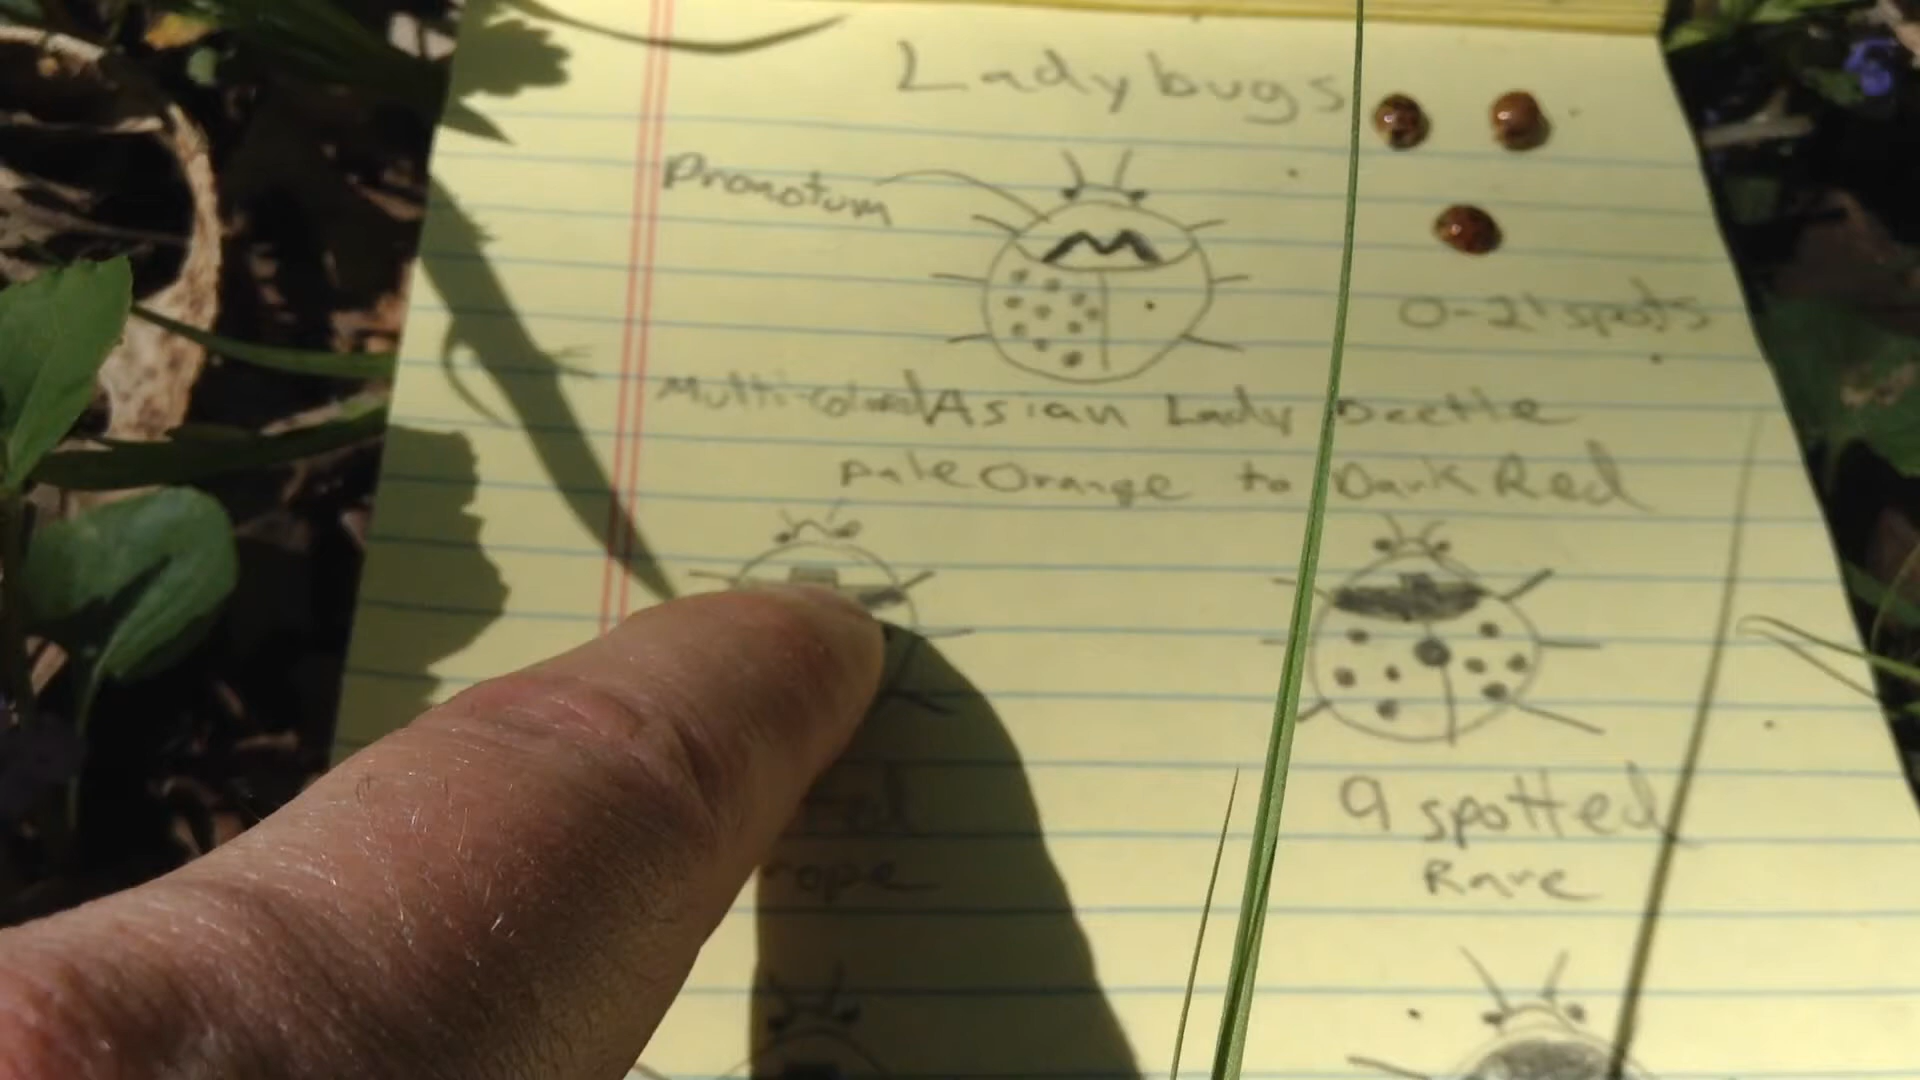 Ladybugs
Pronotum
0-21 spots
Multi-colored Asian Lady Beetle
pale Orange to Dark Red
9 spotted
Rare